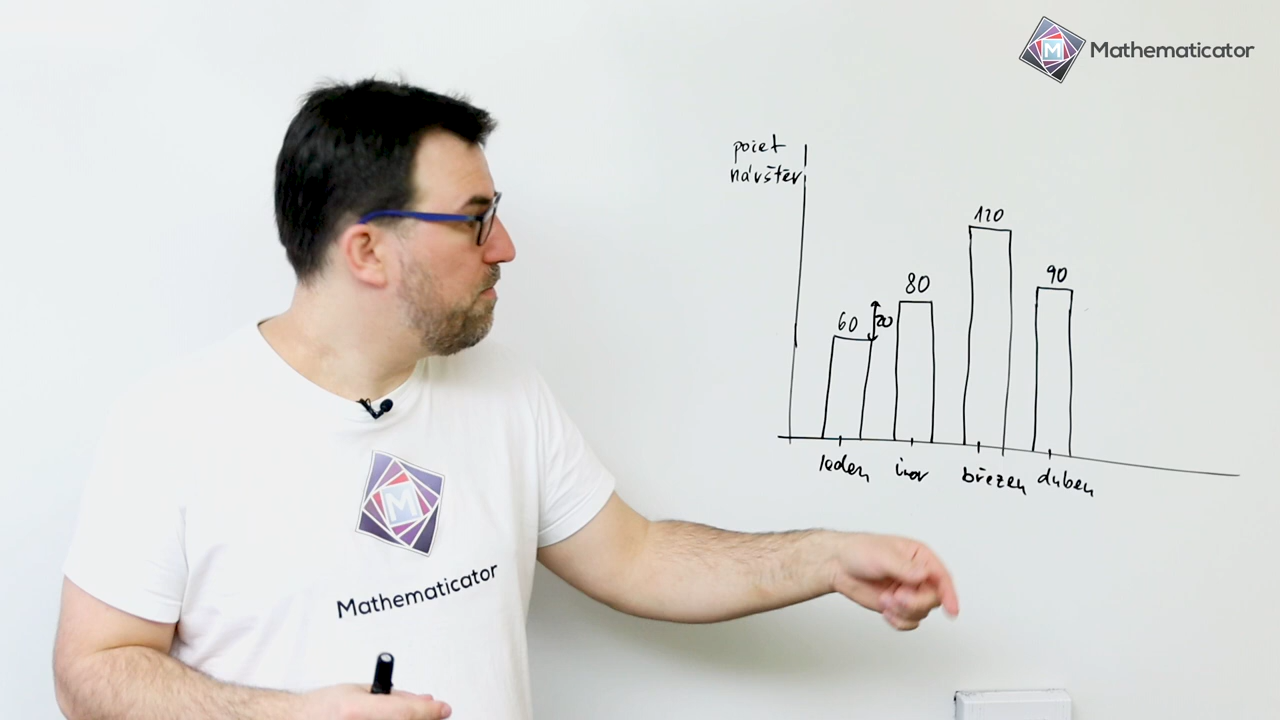 Mathematicator
počet
návštěv
120
90
80
60
20
leden
únor
březen
duben
M
Mathematicator